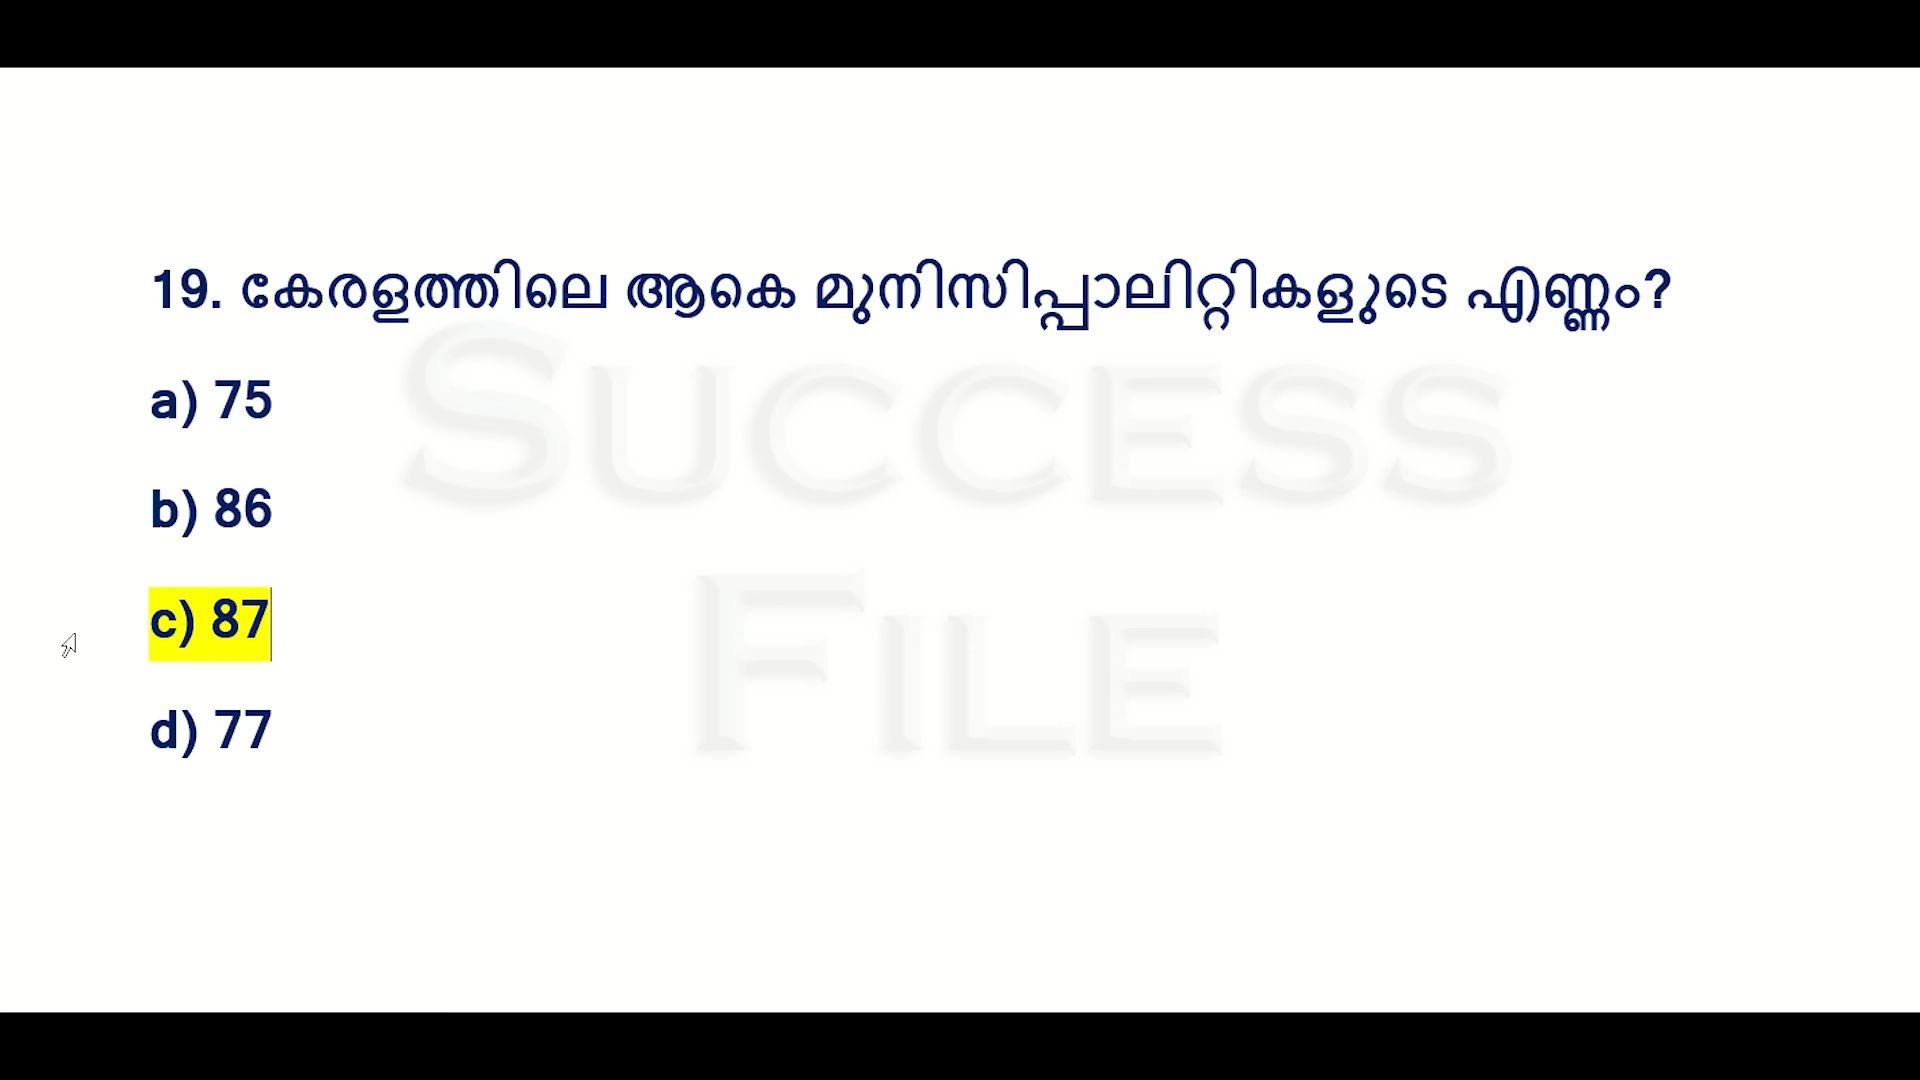 19. കേരളത്തിലെ ആകെ മുനിസിപ്പാലിറ്റികളുടെ എണ്ണം?
a) 75
b) 86
c) 87
d) 77
SUCCESS
FILE